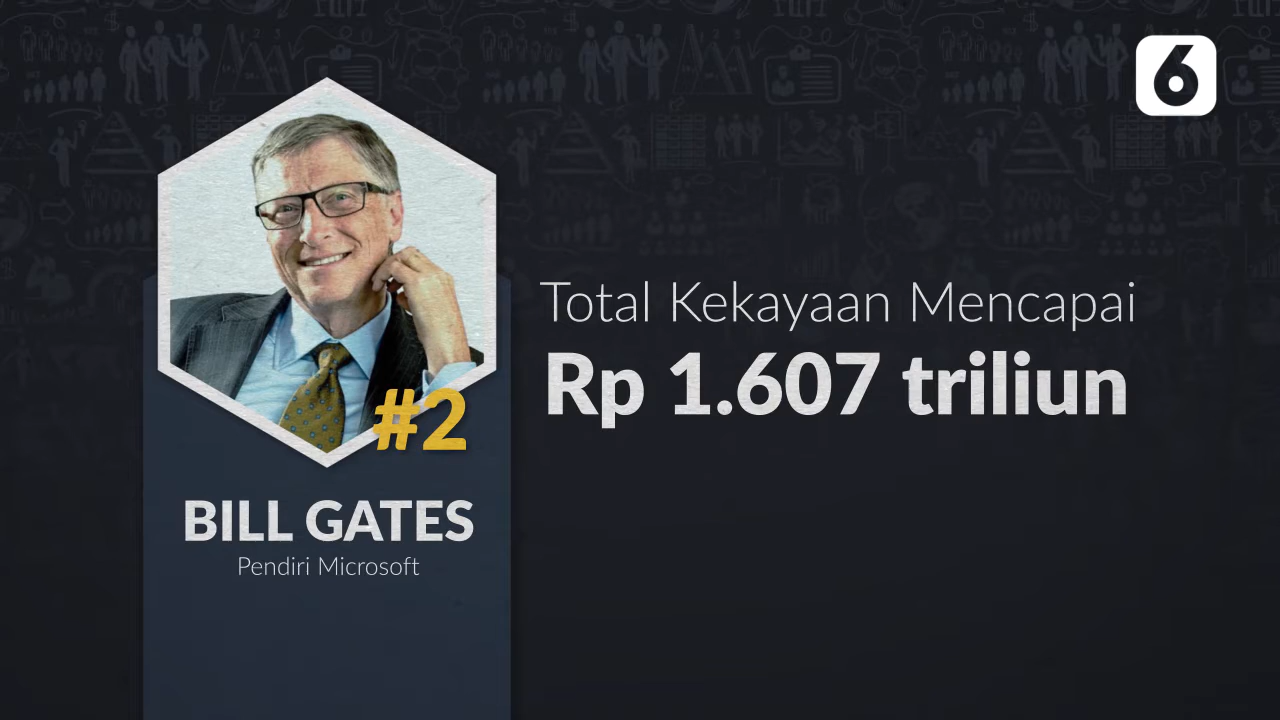 6
#2
BILL GATES
Pendiri Microsoft
Total Kekayaan Mencapai
Rp 1.607 triliun